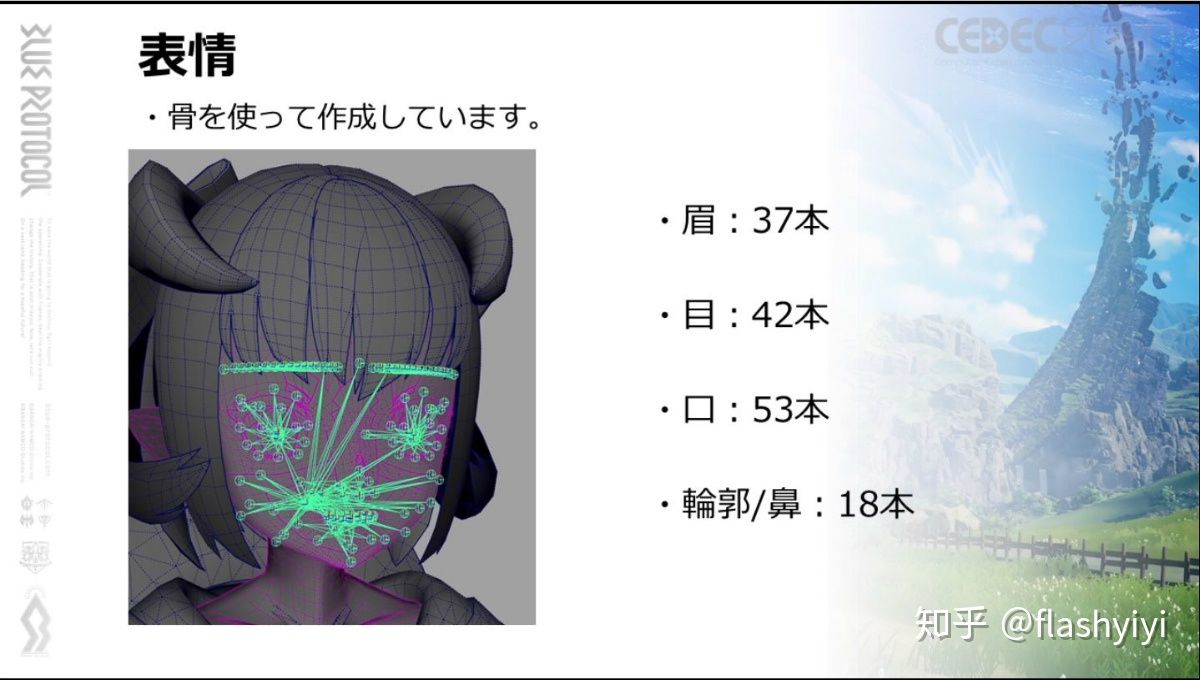 BLUE PROTOCOL
CEDEC
表情
・骨を使って作成しています。
・眉：37本
・目：42本
・口：53本
・輪郭/鼻：18本
知乎 @flashyiyi